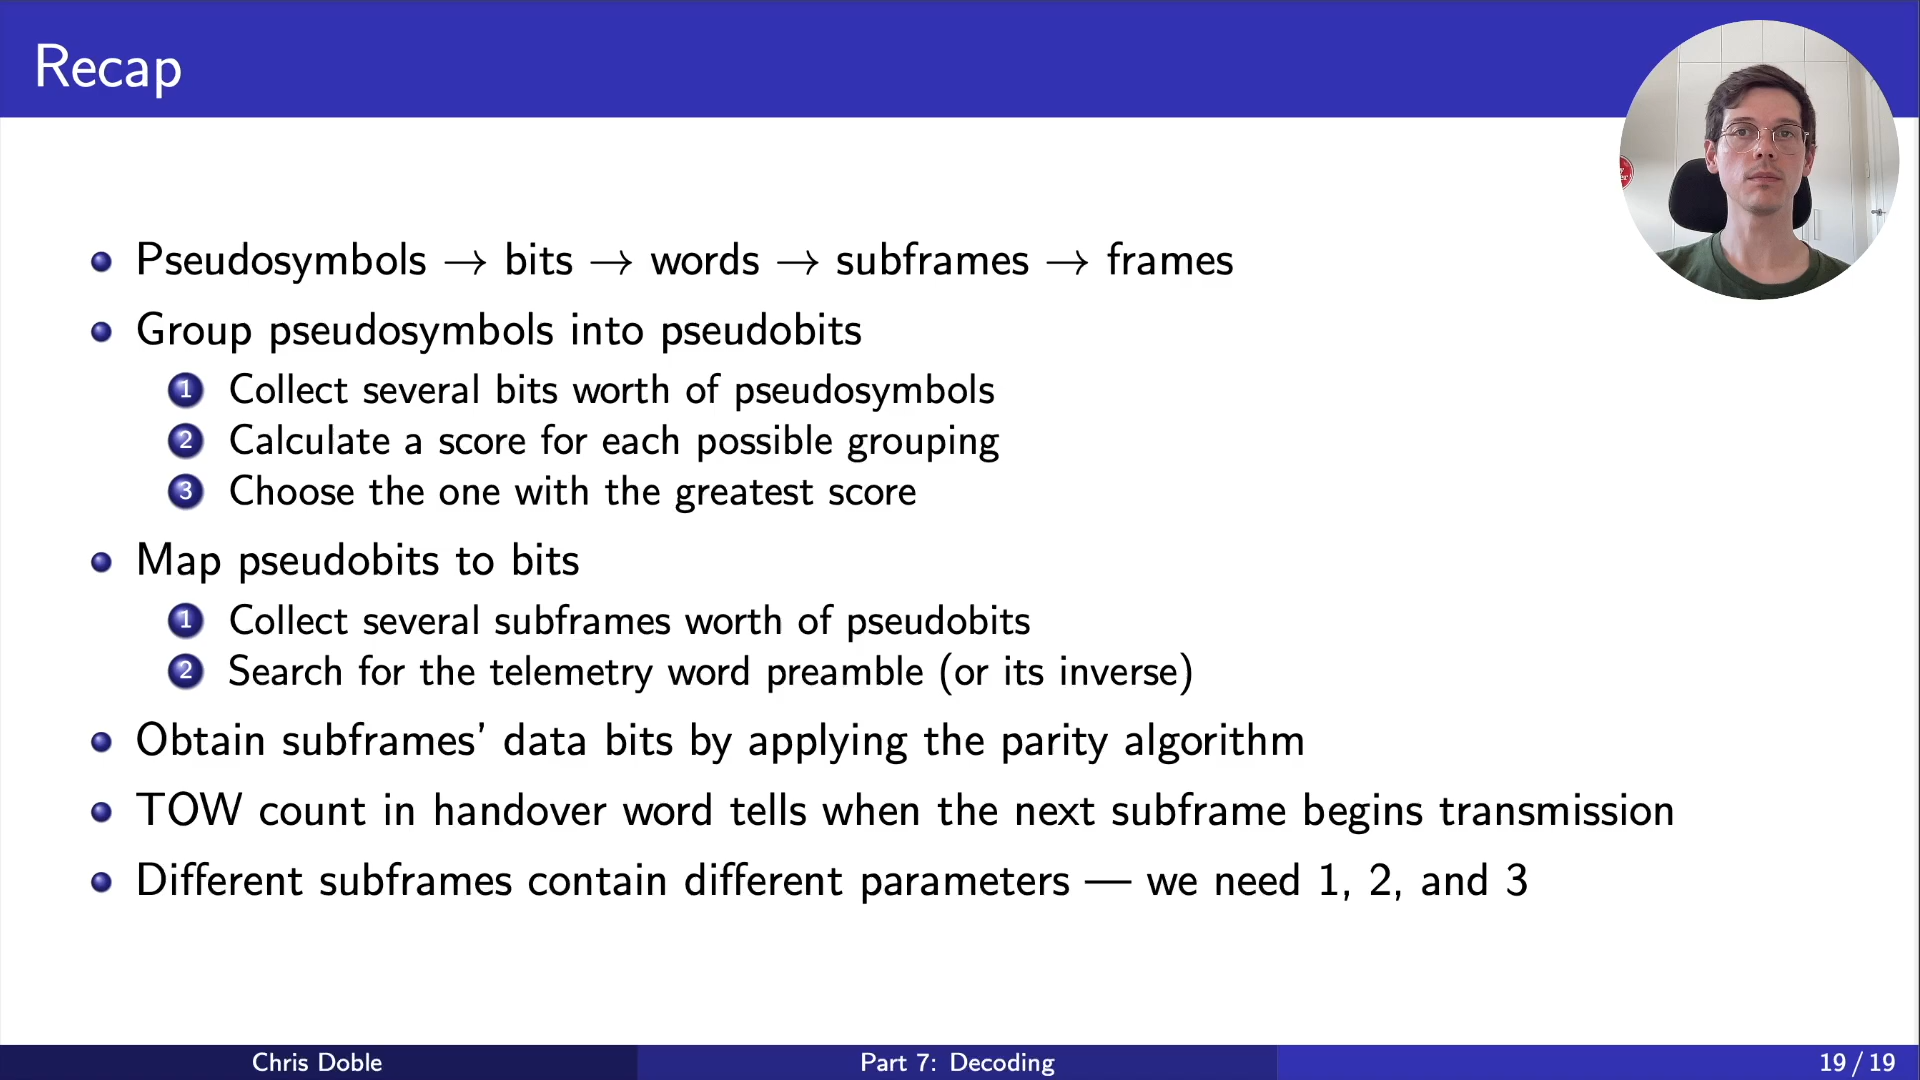 Recap
Pseudosymbols → bits → words → subframes → frames
Group pseudosymbols into pseudobits
1 Collect several bits worth of pseudosymbols
2 Calculate a score for each possible grouping
3 Choose the one with the greatest score
Map pseudobits to bits
1 Collect several subframes worth of pseudobits
2 Search for the telemetry word preamble (or its inverse)
Obtain subframes’ data bits by applying the parity algorithm
TOW count in handover word tells when the next subframe begins transmission
Different subframes contain different parameters — we need 1, 2, and 3
Chris Doble
Part 7: Decoding
19 / 19